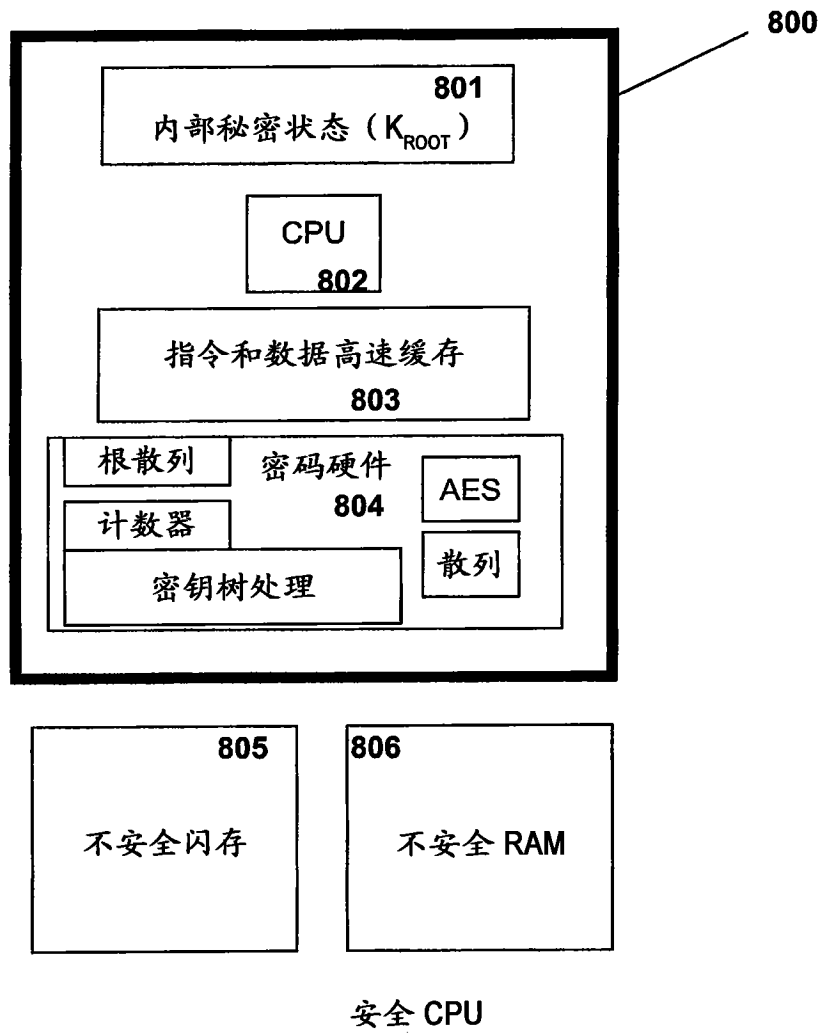 800
801
内部秘密状态（K_ROOT）
CPU
802
指令和数据高速缓存
803
根散列
密码硬件
804
AES
计数器
散列
密钥树处理
805
不安全闪存
806
不安全 RAM
安全 CPU